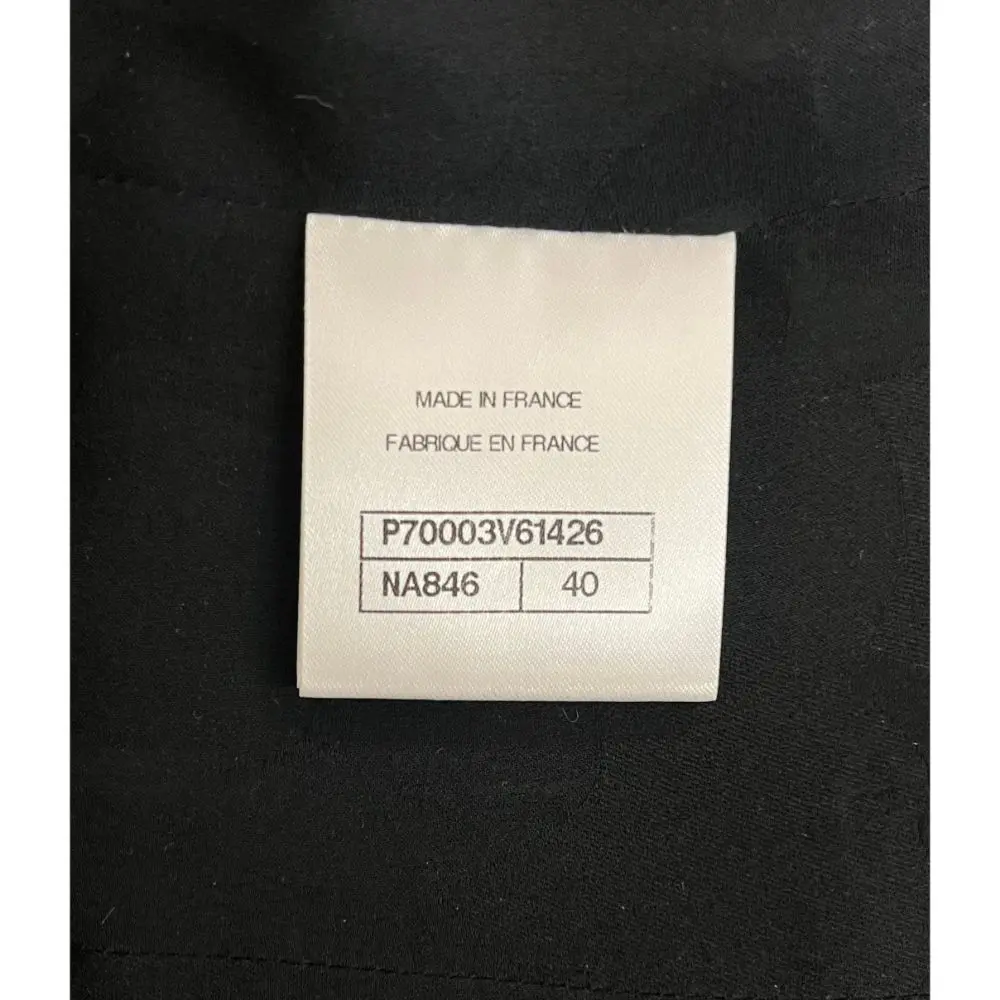 MADE IN FRANCE
FABRIQUE EN FRANCE
P70003V61426
NA846 40